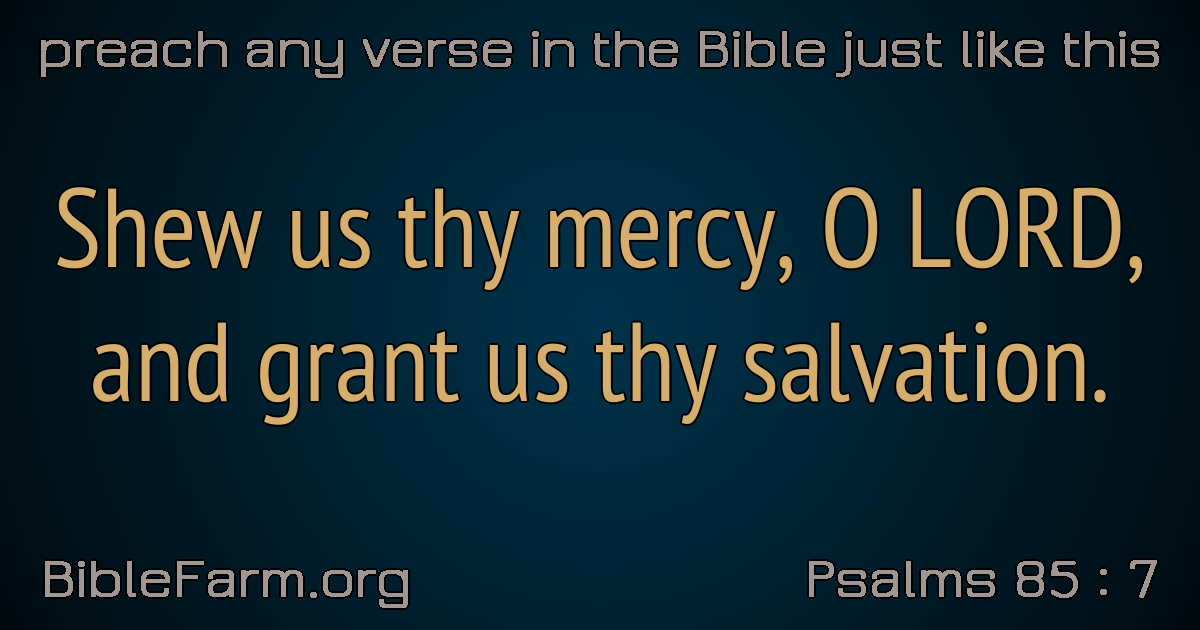 preach any verse in the Bible just like this
Shew us thy mercy, O LORD,
and grant us thy salvation.
BibleFarm.org
Psalms 85 : 7